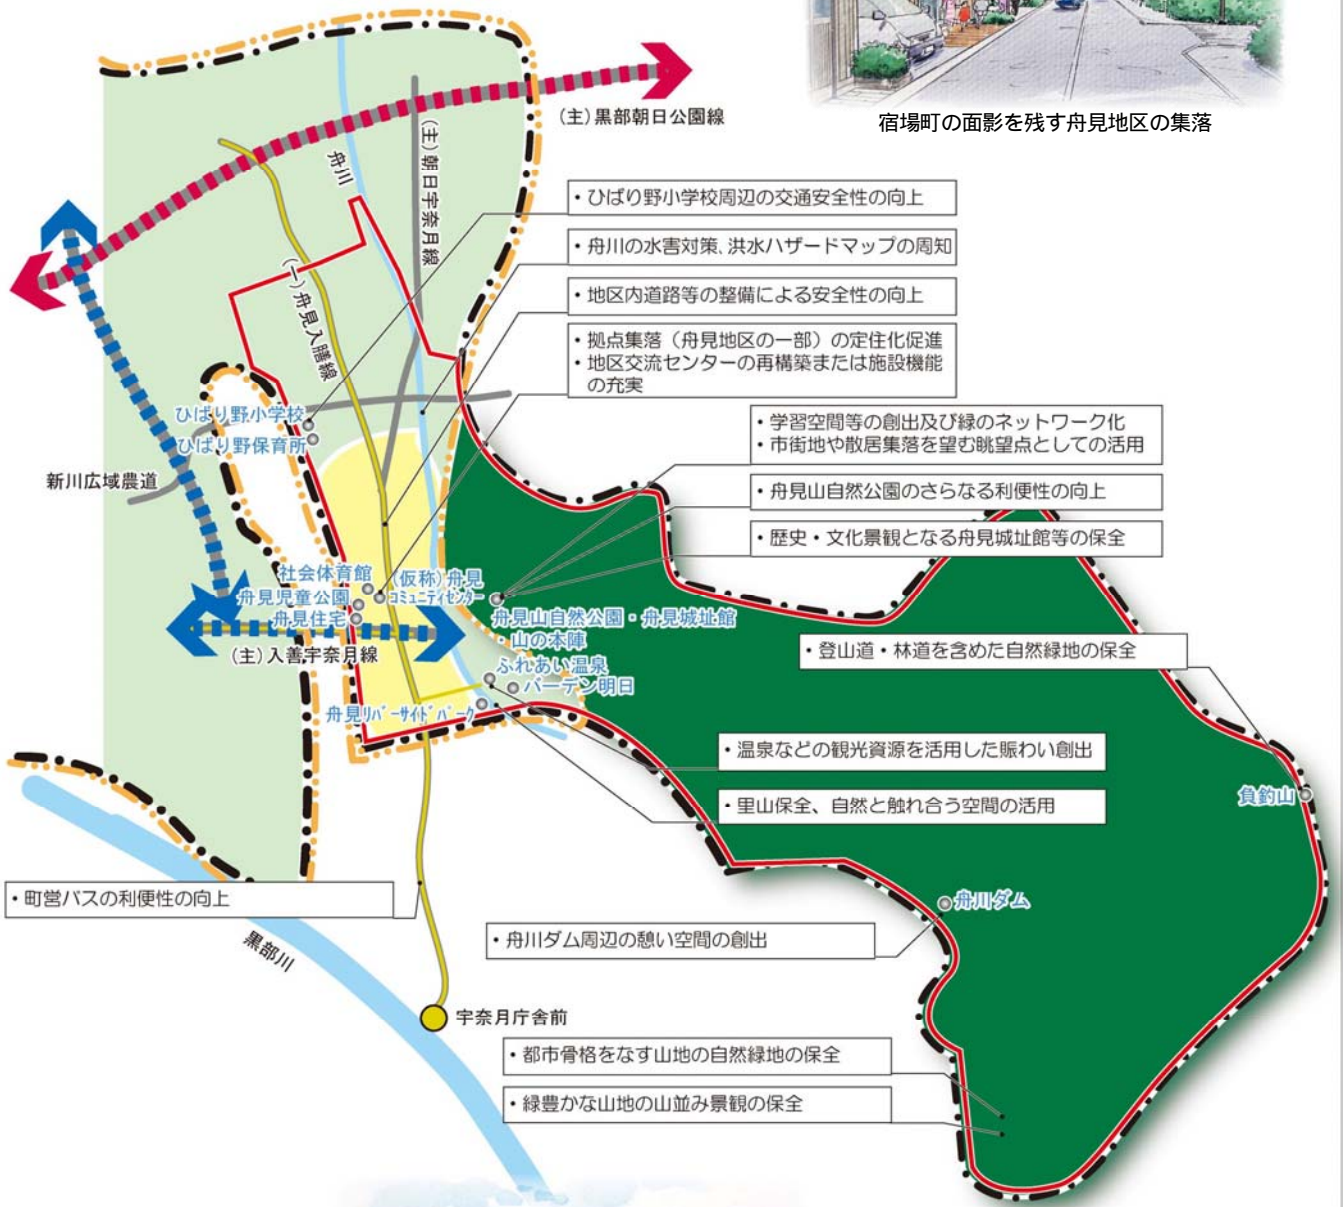 宿場町の面影を残す舟見地区の集落
(主)黒部朝日公園線
(主)朝日宇奈月線
舟川
(一)舟見入膳線
・ひばり野小学校周辺の交通安全性の向上
・舟川の水害対策、洪水ハザードマップの周知
・地区内道路等の整備による安全性の向上
・拠点集落（舟見地区の一部）の定住化促進
・地区交流センターの再構築または施設機能
の充実
ひばり野小学校
ひばり野保育所
新川広域農道
・学習空間等の創出及び緑のネットワーク化
・市街地や散居集落を望む眺望点としての活用
・舟見山自然公園のさらなる利便性の向上
・歴史・文化景観となる舟見城址館等の保全
社会体育館
舟見児童公園
舟見住宅
(仮称)舟見
コミュニティセンター
舟見山自然公園・舟見城址館
・山の本陣
(主)入善宇奈月線
ふれあい温泉
バーデン明日
舟見リバーサイドパーク
・登山道・林道を含めた自然緑地の保全
・温泉などの観光資源を活用した賑わい創出
・里山保全、自然と触れ合う空間の活用
負釣山
・町営バスの利便性の向上
黒部川
舟川ダム
・舟川ダム周辺の憩い空間の創出
宇奈月庁舎前
・都市骨格をなす山地の自然緑地の保全
・緑豊かな山地の山並み景観の保全